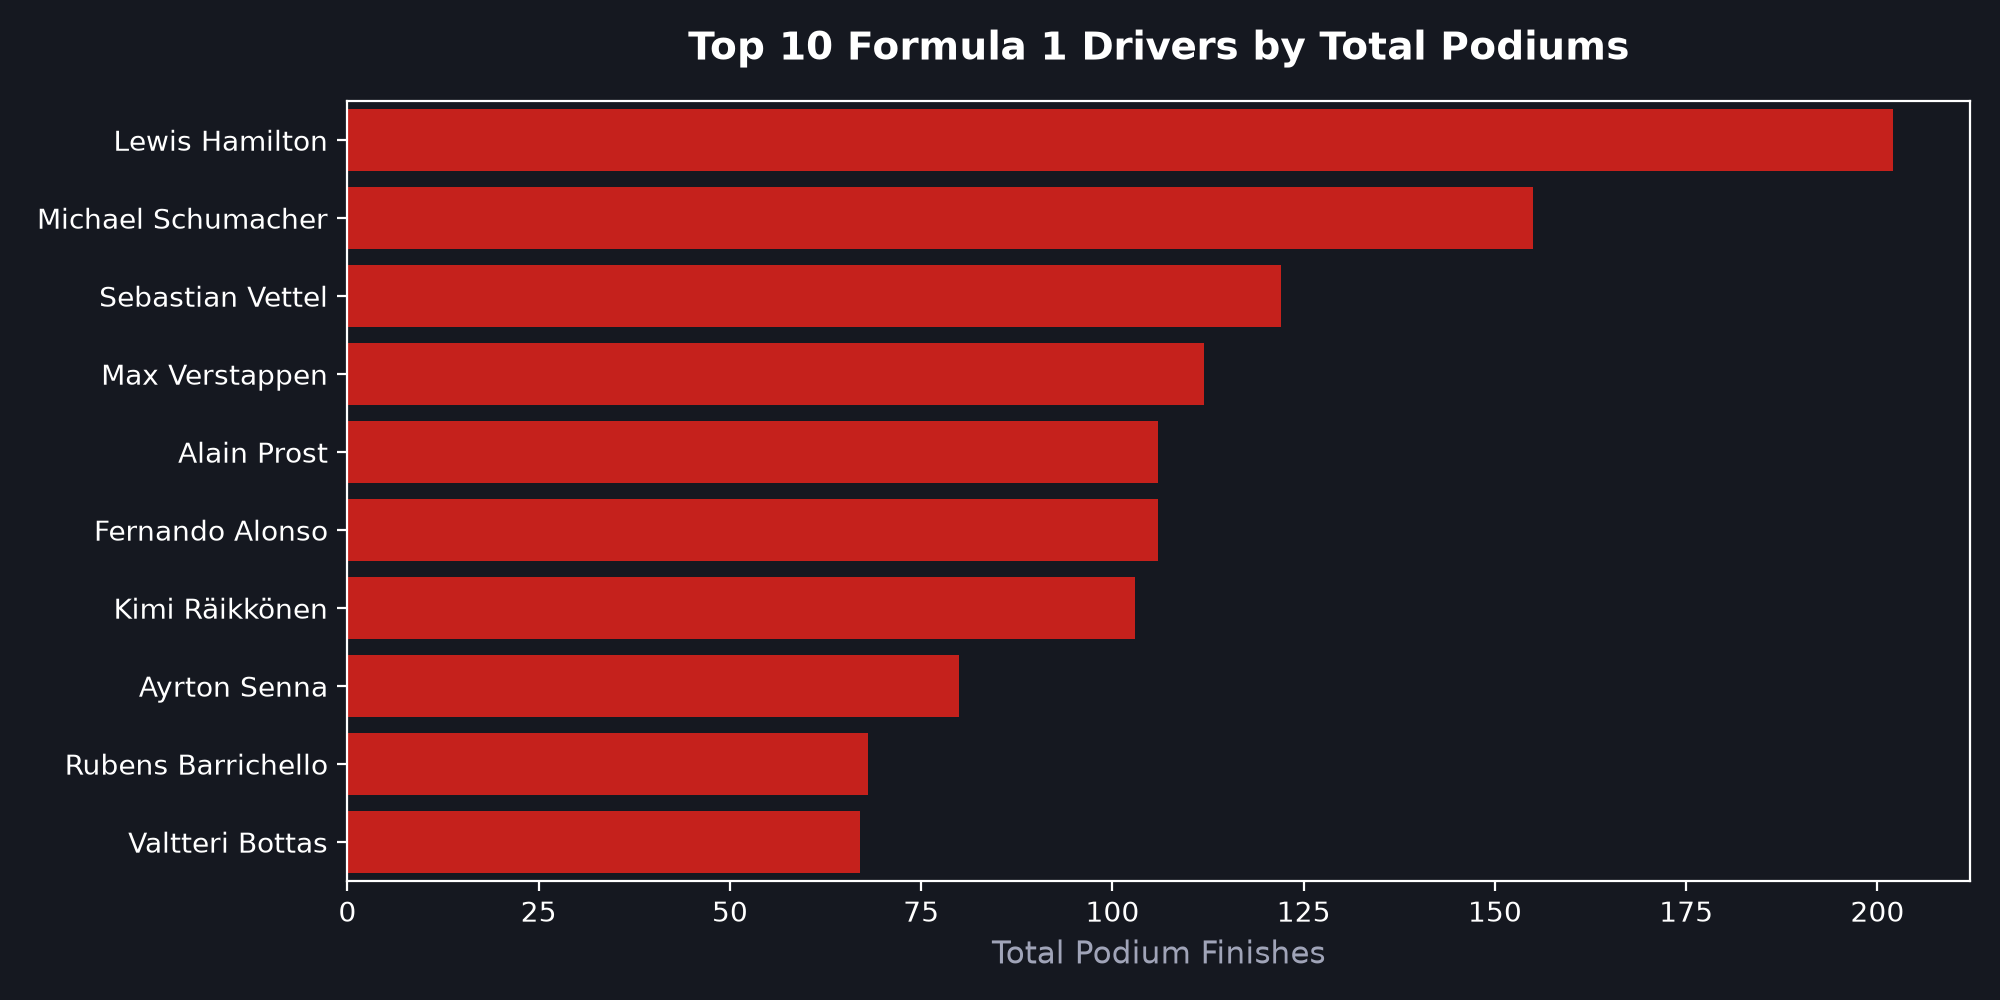 Top 10 Formula 1 Drivers by Total Podiums
Lewis Hamilton
Michael Schumacher
Sebastian Vettel
Max Verstappen
Alain Prost
Fernando Alonso
Kimi Räikkönen
Ayrton Senna
Rubens Barrichello
Valtteri Bottas
0 25 50 75 100 125 150 175 200
Total Podium Finishes